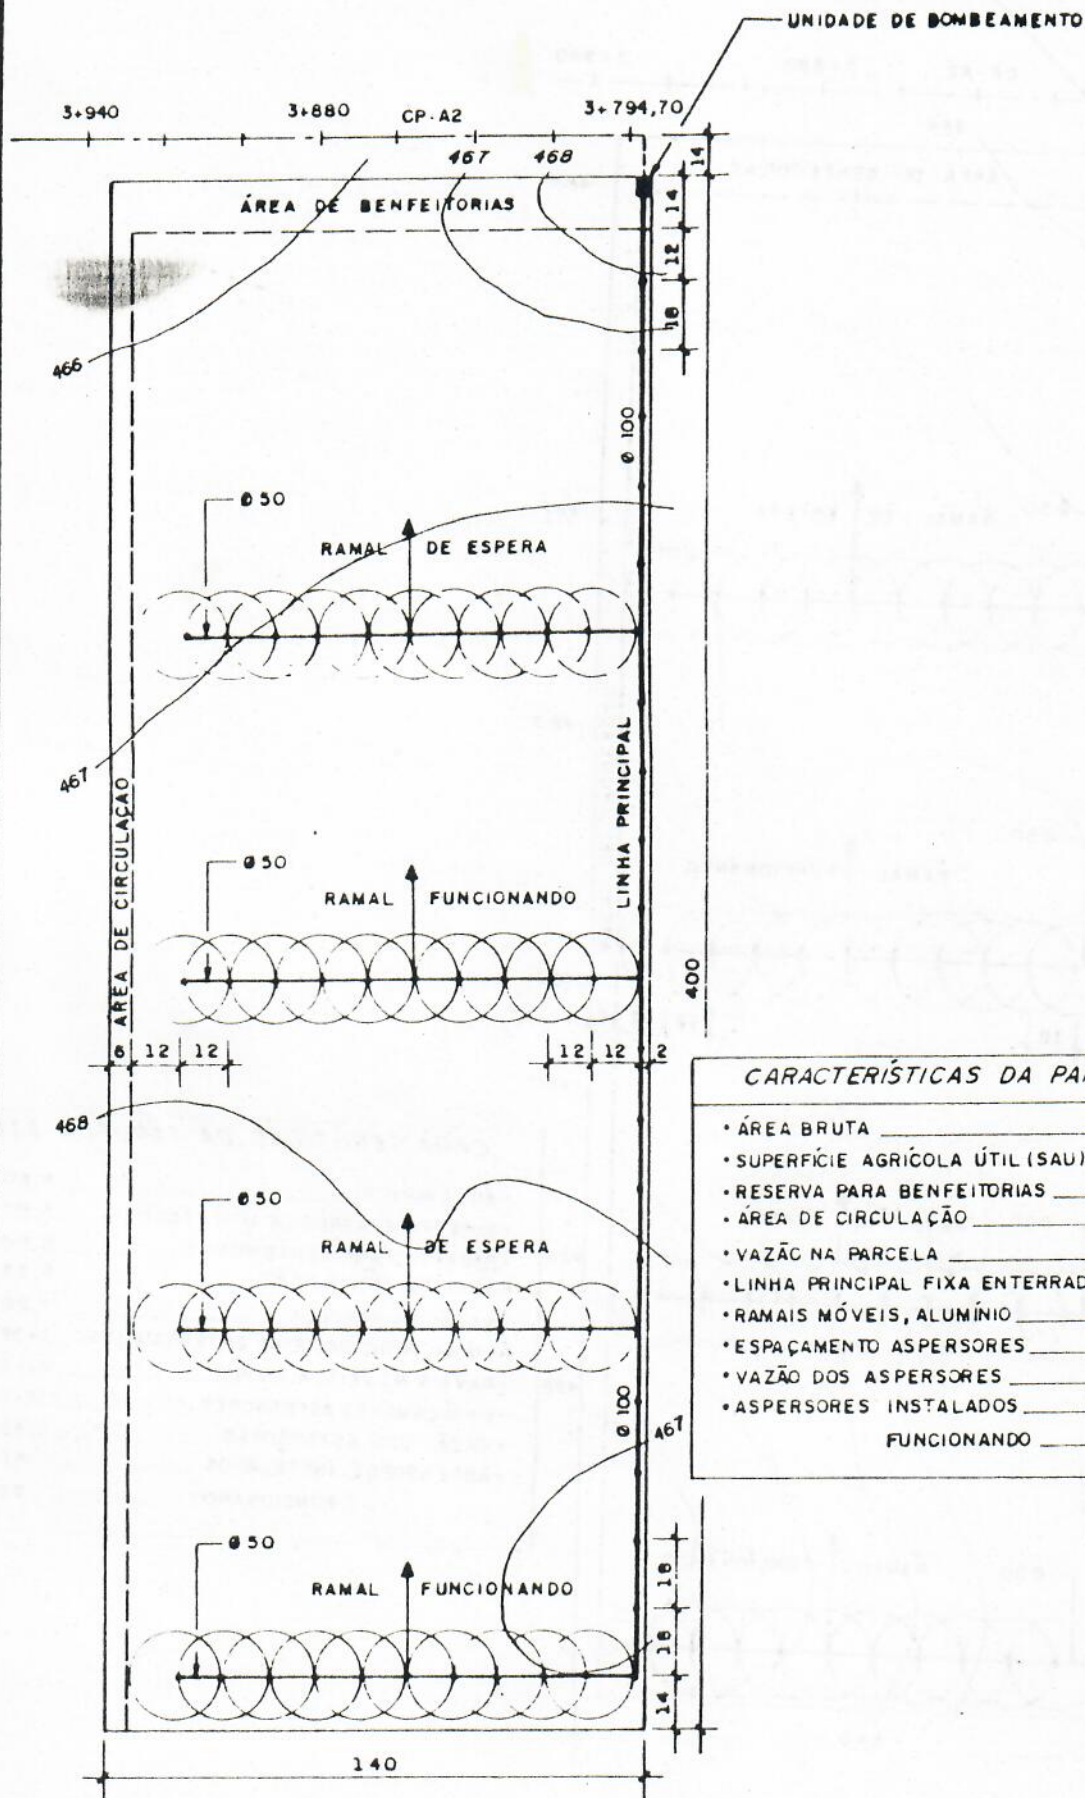 UNIDADE DE BOMBEAMENTO
3+940
3+880
CP-A2
3+794,70
467
468
14
ÁREA DE BENFEITORIAS
14
12
18
466
Ø 100
Ø 50
RAMAL DE ESPERA
467
ÁREA DE CIRCULAÇÃO
LINHA PRINCIPAL
Ø 50
RAMAL FUNCIONANDO
400
6
12
12
12
12
2
468
CARACTERÍSTICAS DA PA
• ÁREA BRUTA
• SUPERFÍCIE AGRÍCOLA ÚTIL (SAU)
• RESERVA PARA BENFEITORIAS
• ÁREA DE CIRCULAÇÃO
• VAZÃO NA PARCELA
• LINHA PRINCIPAL FIXA ENTERRAD
• RAMAIS MÓVEIS, ALUMÍNIO
• ESPAÇAMENTO ASPERSORES
• VAZÃO DOS ASPERSORES
• ASPERSORES INSTALADOS
FUNCIONANDO
Ø 50
RAMAL DE ESPERA
Ø 100
467
Ø 50
RAMAL FUNCIONANDO
18
18
14
140